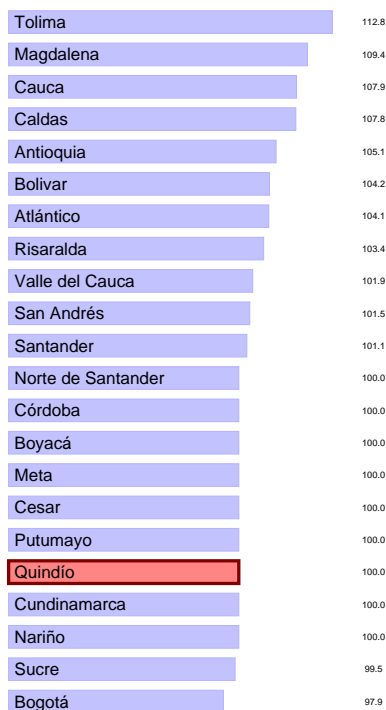 Tolima 112.8
Magdalena 109.4
Cauca 107.9
Caldas 107.8
Antioquia 105.1
Bolivar 104.2
Atlántico 104.1
Risaralda 103.4
Valle del Cauca 101.9
San Andrés 101.5
Santander 101.1
Norte de Santander 100.0
Córdoba 100.0
Boyacá 100.0
Meta 100.0
Cesar 100.0
Putumayo 100.0
Quindío 100.0
Cundinamarca 100.0
Nariño 100.0
Sucre 99.5
Bogotá 97.9